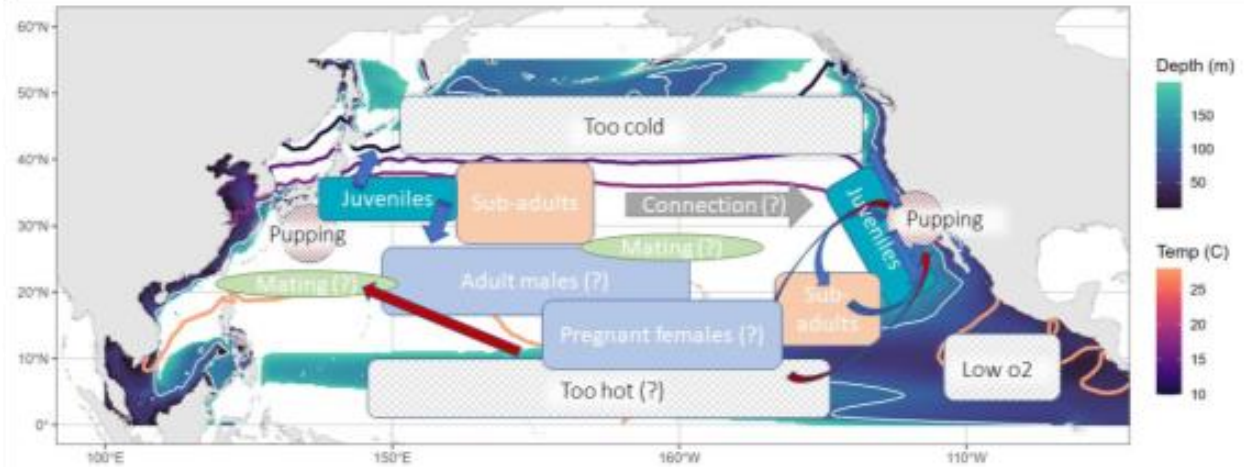 60°N
50°N
40°N
30°N
20°N
10°N
0°
100°E
150°E
160°W
110°W
Too cold
Juveniles
Sub-adults
Connection (?)
Juveniles
Pupping
Pupping
Mating (?)
Mating (?)
Adult males (?)
Sub-
adults
Pregnant females (?)
Too hot (?)
Low o2
Depth (m)
150
100
50
Temp (C)
25
20
15
10